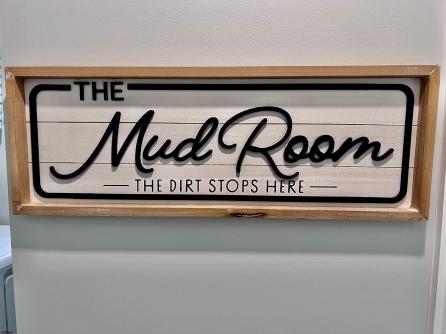 THE
Mud Room
THE DIRT STOPS HERE